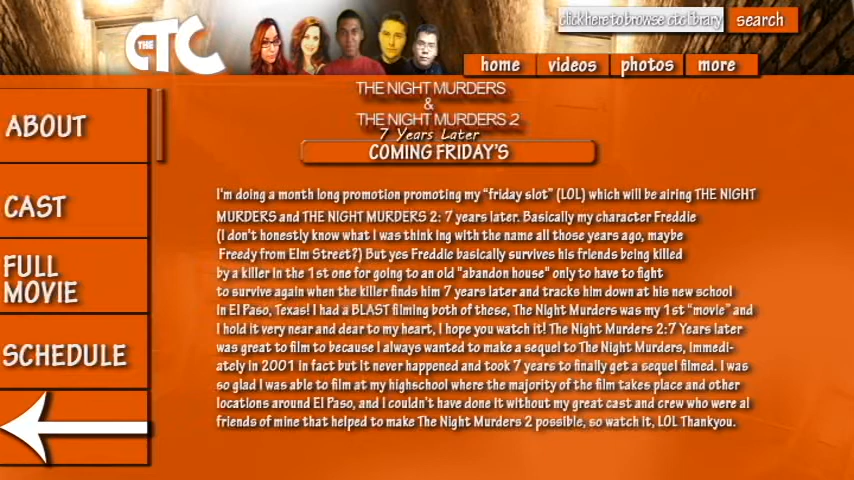 click here to browse ctc library
search
THE CTC
home videos photos more
THE NIGHT MURDERS
&
THE NIGHT MURDERS 2
7 Years Later
COMING FRIDAY'S
ABOUT
CAST
FULL
MOVIE
SCHEDULE
I'm doing a month long promotion promoting my "friday slot" (LOL) which will be airing THE NIGHT
MURDERS and THE NIGHT MURDERS 2: 7 years later. Basically my character Freddie
(I don't honestly know what I was thinking with the name all those years ago, maybe
Freedy from Elm Street?) But yes Freddie basically survives his friends being killed
by a killer in the 1st one for going to an old "abandon house" only to have to fight
to survive again when the killer finds him 7 years later and tracks him down at his new school
in El Paso, Texas! I had a BLAST filming both of these, The Night Murders was my 1st "movie" and
I hold it very near and dear to my heart, I hope you watch it! The Night Murders 2:7 Years later
was great to film to because I always wanted to make a sequel to The Night Murders, immedi-
ately in 2001 in fact but it never happened and took 7 years to finally get a sequel filmed. I was
so glad I was able to film at my highschool where the majority of the film takes place and other
locations around El Paso, and I couldn't have done it without my great cast and crew who were al
friends of mine that helped to make The Night Murders 2 possible, so watch it, LOL Thankyou.